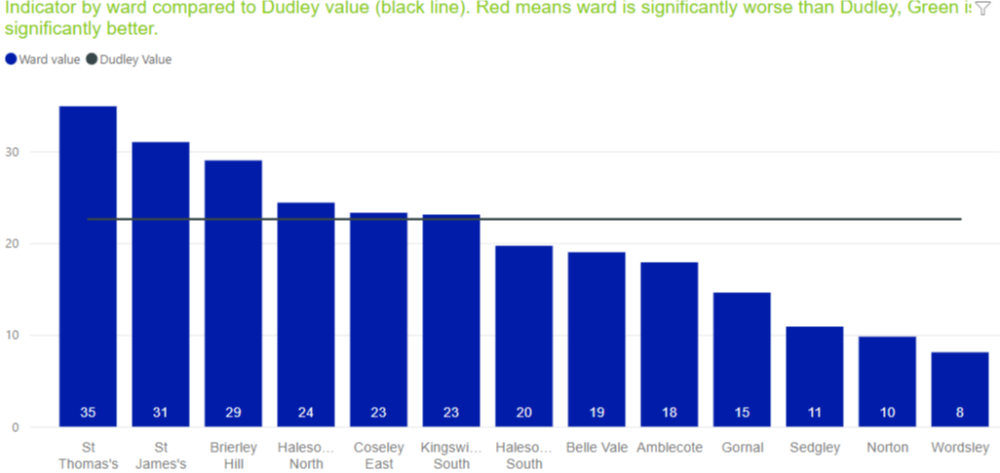 Indicator by ward compared to Dudley value (black line). Red means ward is significantly worse than Dudley, Green is
significantly better.
Ward value Dudley Value
30
20
10
0
35 31 29 24 23 23 20 19 18 15 11 10 8
St Thomas's
St James's
Brierley Hill
Haleso... North
Coseley East
Kingswi... South
Haleso... South
Belle Vale
Amblecote
Gornal
Sedgley
Norton
Wordsley